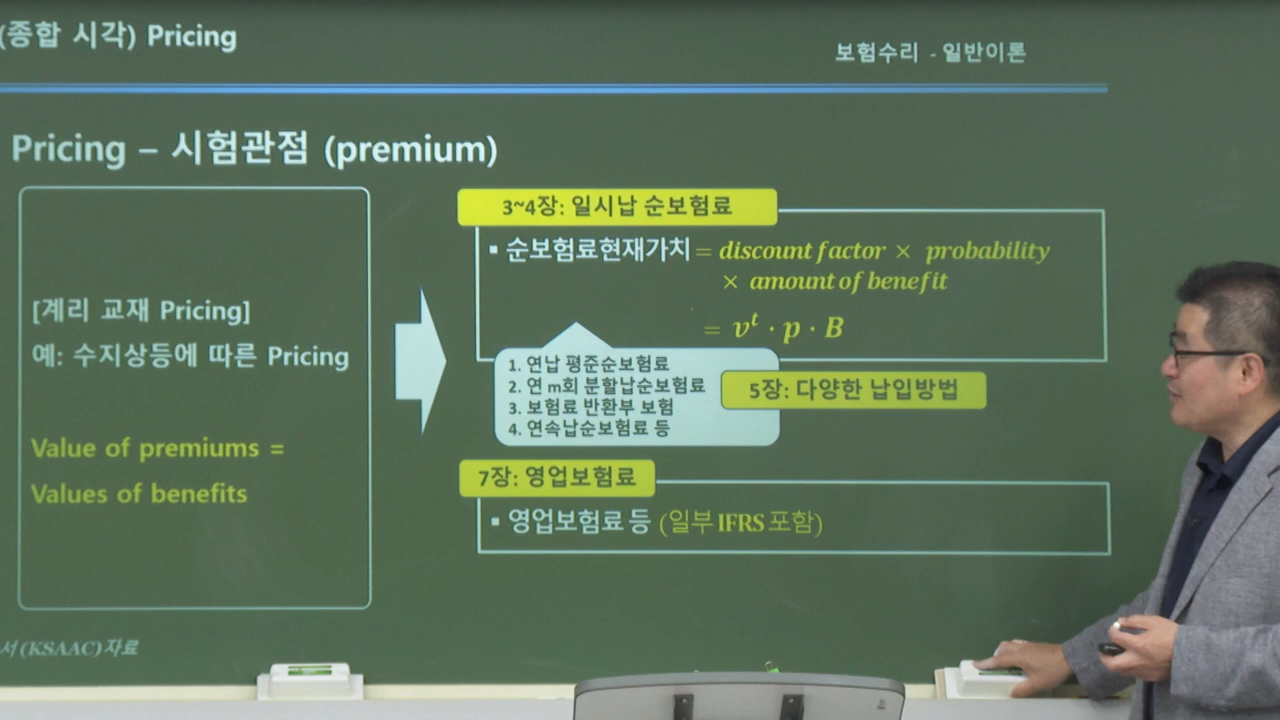 (종합 시각) Pricing
보험수리 - 일반이론
Pricing – 시험관점 (premium)
[계리 교재 Pricing]
예: 수지상등에 따른 Pricing
Value of premiums =
Values of benefits
3~4장: 일시납 순보험료
▪ 순보험료현재가치 = discount factor × probability
× amount of benefit
= v^t · p · B
1. 연납 평준순보험료
2. 연 m회 분할납순보험료
3. 보험료 반환부 보험
4. 연속납순보험료 등
5장: 다양한 납입방법
7장: 영업보험료
▪ 영업보험료 등 (일부 IFRS 포함)
서(KSAAC)자료